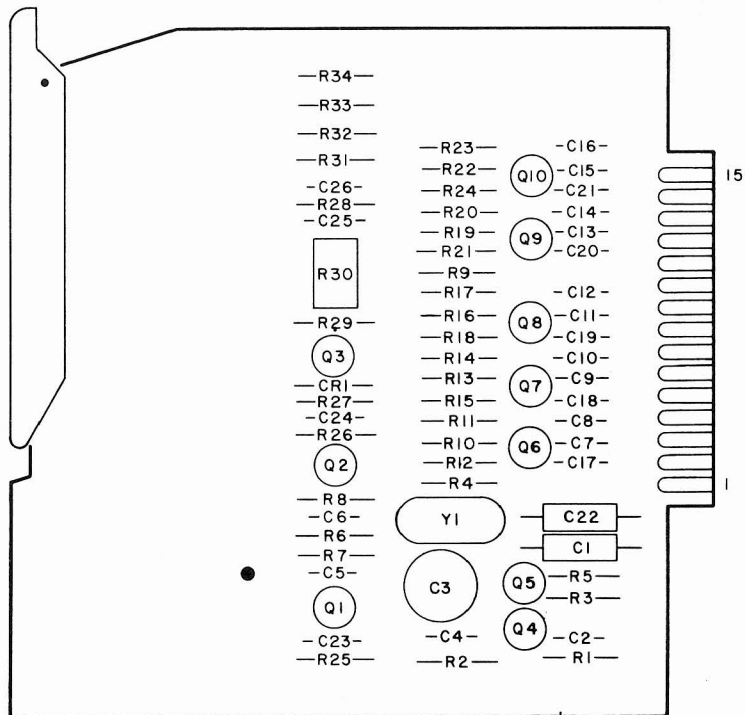 R34
R33
R32
R31
C26
R28
C25
R30
R29
Q3
CR1
R27
C24
R26
Q2
R8
C6
R6
R7
C5
Q1
C23
R25
R23
R22
R24
R20
R19
R21
R9
R17
R16
R18
R14
R13
R15
R11
R10
R12
R4
Y1
C3
C4
R2
Q10
Q9
Q8
Q7
Q6
C16
C15
C21
C14
C13
C20
C12
C11
C19
C10
C9
C18
C8
C7
C17
C22
C1
Q5
R5
R3
Q4
C2
R1
15
1